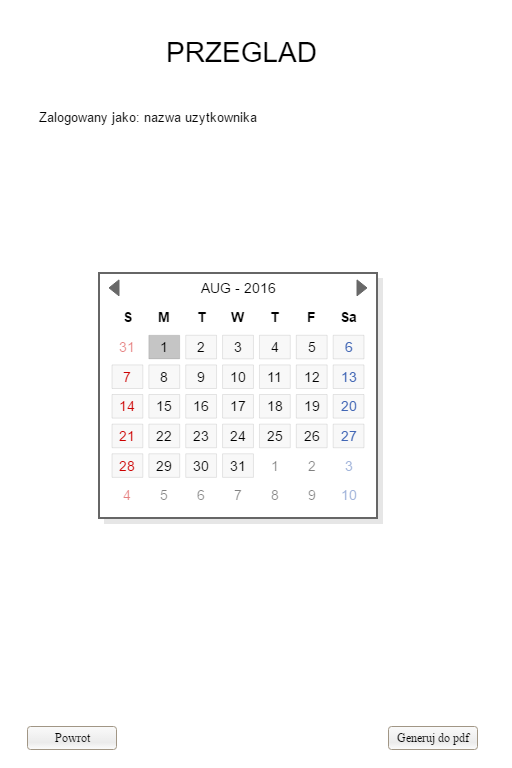 PRZEGLAD
Zalogowany jako: nazwa uzytkownika
AUG - 2016
S M T W T F Sa
31 1 2 3 4 5 6
7 8 9 10 11 12 13
14 15 16 17 18 19 20
21 22 23 24 25 26 27
28 29 30 31 1 2 3
4 5 6 7 8 9 10
Powrot Generuj do pdf